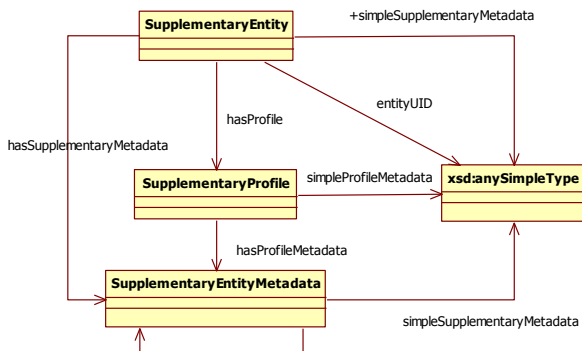 +simpleSupplementaryMetadata
SupplementaryEntity
entityUID
hasProfile
hasSupplementaryMetadata
SupplementaryProfile
simpleProfileMetadata
xsd:anySimpleType
hasProfileMetadata
SupplementaryEntityMetadata
simpleSupplementaryMetadata